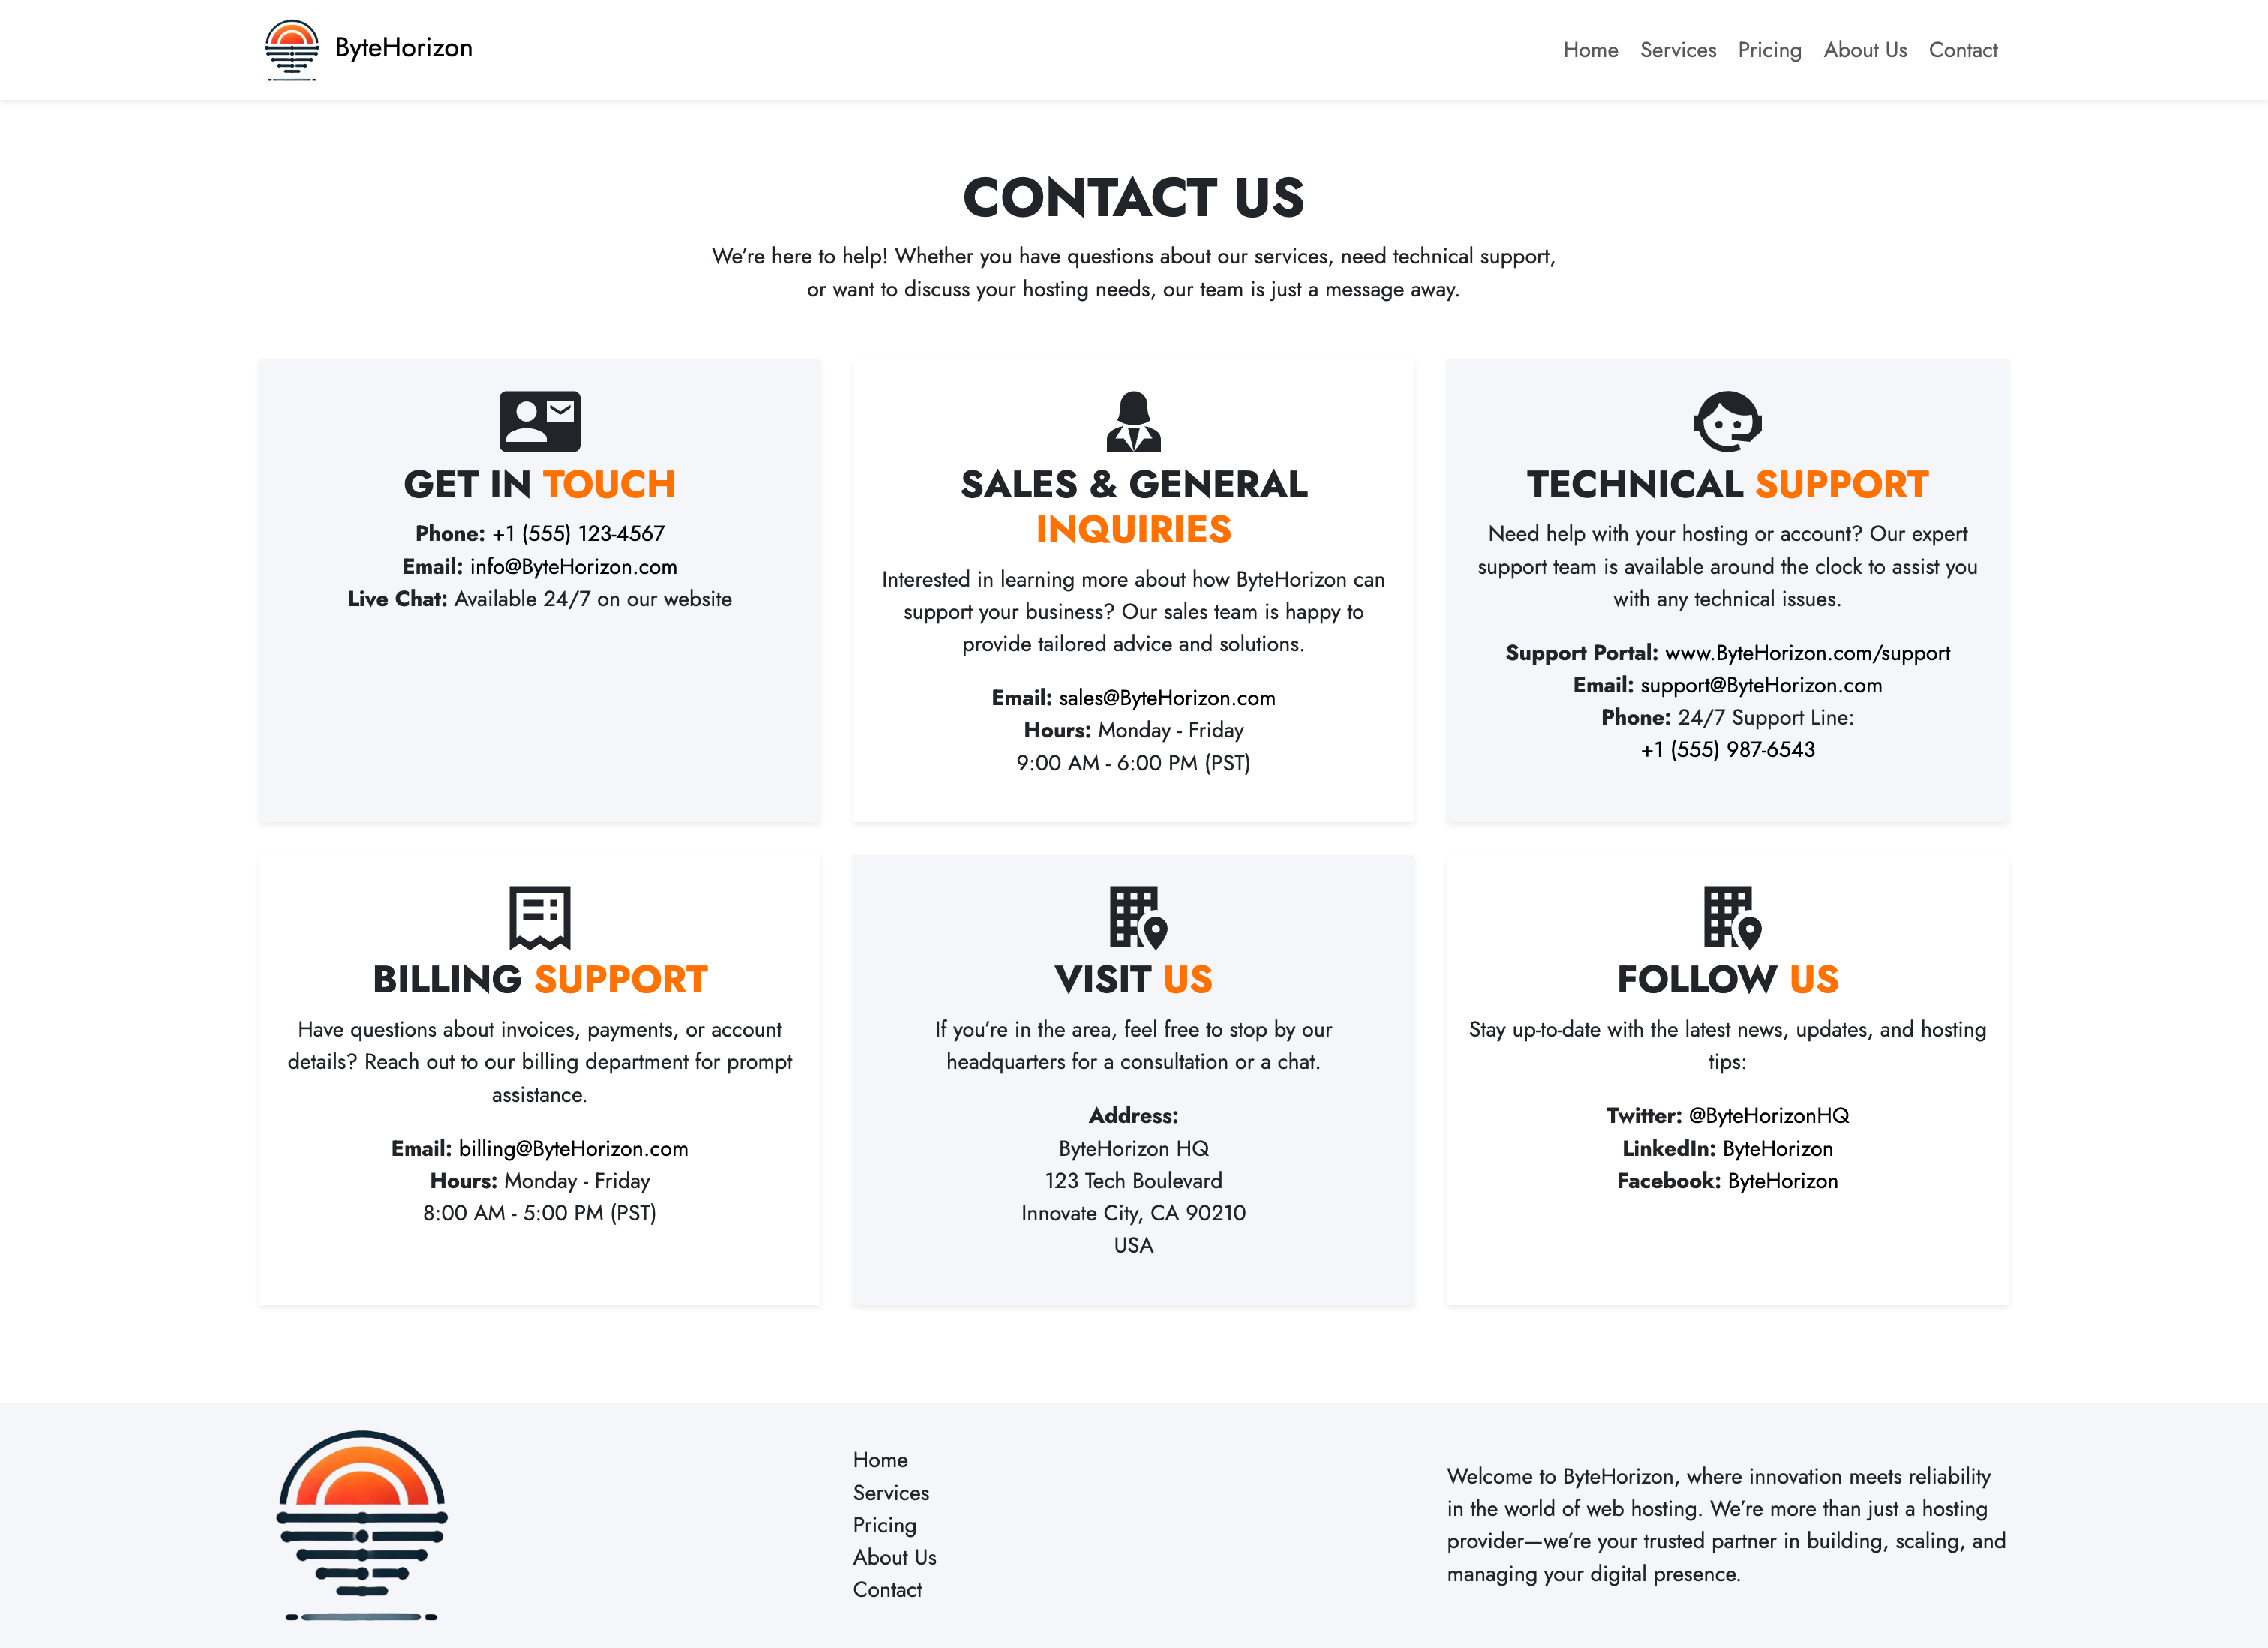 ByteHorizon
Home Services Pricing About Us Contact
CONTACT US
We're here to help! Whether you have questions about our services, need technical support,
or want to discuss your hosting needs, our team is just a message away.
GET IN TOUCH
Phone: +1 (555) 123-4567
Email: info@ByteHorizon.com
Live Chat: Available 24/7 on our website
SALES & GENERAL
INQUIRIES
Interested in learning more about how ByteHorizon can
support your business? Our sales team is happy to
provide tailored advice and solutions.
Email: sales@ByteHorizon.com
Hours: Monday - Friday
9:00 AM - 6:00 PM (PST)
TECHNICAL SUPPORT
Need help with your hosting or account? Our expert
support team is available around the clock to assist you
with any technical issues.
Support Portal: www.ByteHorizon.com/support
Email: support@ByteHorizon.com
Phone: 24/7 Support Line:
+1 (555) 987-6543
BILLING SUPPORT
Have questions about invoices, payments, or account
details? Reach out to our billing department for prompt
assistance.
Email: billing@ByteHorizon.com
Hours: Monday - Friday
8:00 AM - 5:00 PM (PST)
VISIT US
If you're in the area, feel free to stop by our
headquarters for a consultation or a chat.
Address:
ByteHorizon HQ
123 Tech Boulevard
Innovate City, CA 90210
USA
FOLLOW US
Stay up-to-date with the latest news, updates, and hosting
tips:
Twitter: @ByteHorizonHQ
LinkedIn: ByteHorizon
Facebook: ByteHorizon
Home
Services
Pricing
About Us
Contact
Welcome to ByteHorizon, where innovation meets reliability
in the world of web hosting. We're more than just a hosting
provider—we're your trusted partner in building, scaling, and
managing your digital presence.